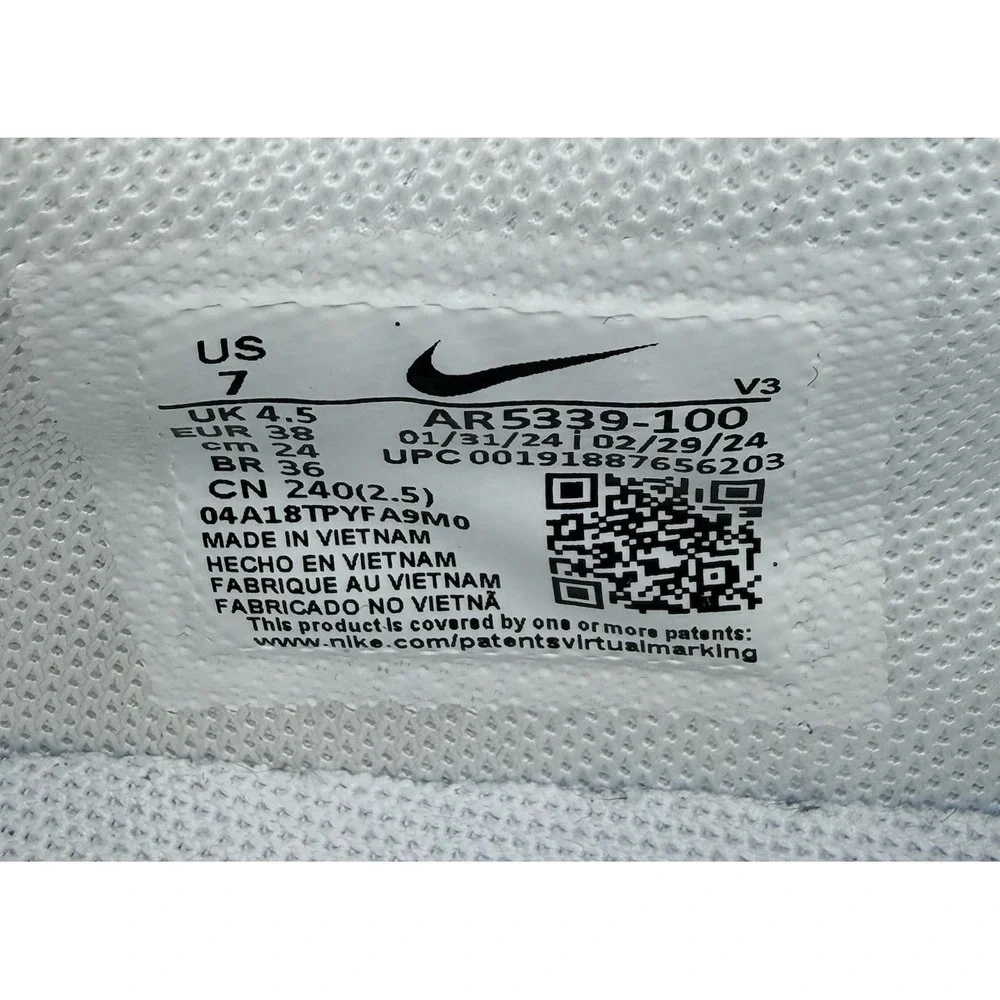 US
7
V3
UK 4.5
EUR 38
cm 24
BR 36
CN 240(2.5)
AR5339-100
01/31/24 | 02/29/24
UPC 00191887656203
04A18TPYFA9M0
MADE IN VIETNAM
HECHO EN VIETNAM
FABRIQUE AU VIETNAM
FABRICADO NO VIETNÃ
This product is covered by one or more patents:
www.nike.com/patentsvirtualmarking